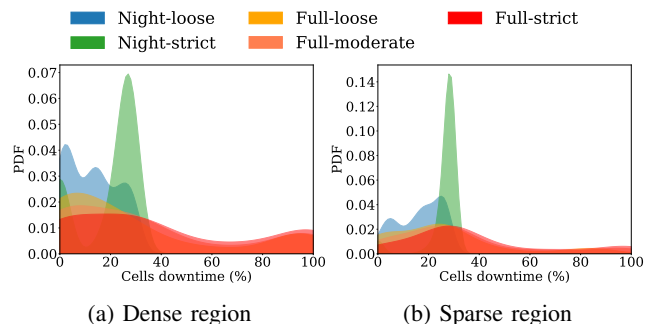 Night-loose Full-loose Full-strict
Night-strict Full-moderate
0.07
0.06
0.05
0.04
0.03
0.02
0.01
0.00
PDF
0 20 40 60 80 100
Cells downtime (%)
(a) Dense region
0.14
0.12
0.10
0.08
0.06
0.04
0.02
0.00
PDF
0 20 40 60 80 100
Cells downtime (%)
(b) Sparse region